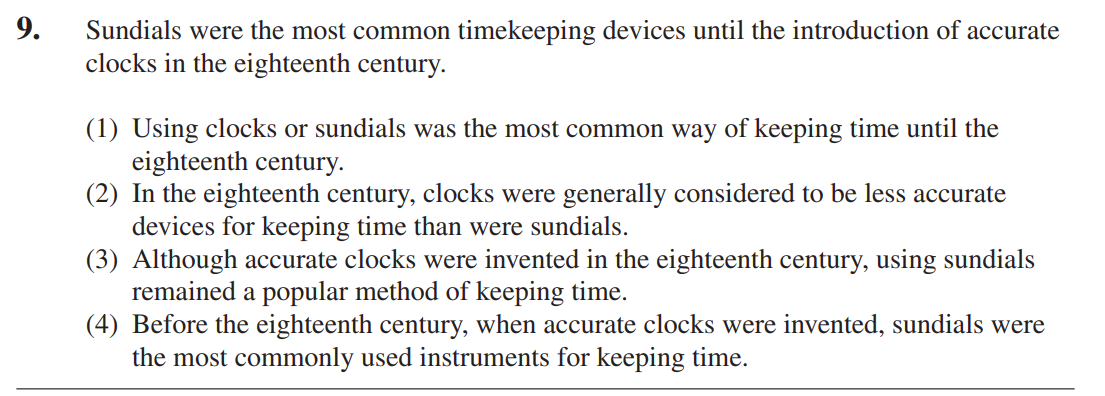 9. Sundials were the most common timekeeping devices until the introduction of accurate
clocks in the eighteenth century.
(1) Using clocks or sundials was the most common way of keeping time until the
eighteenth century.
(2) In the eighteenth century, clocks were generally considered to be less accurate
devices for keeping time than were sundials.
(3) Although accurate clocks were invented in the eighteenth century, using sundials
remained a popular method of keeping time.
(4) Before the eighteenth century, when accurate clocks were invented, sundials were
the most commonly used instruments for keeping time.